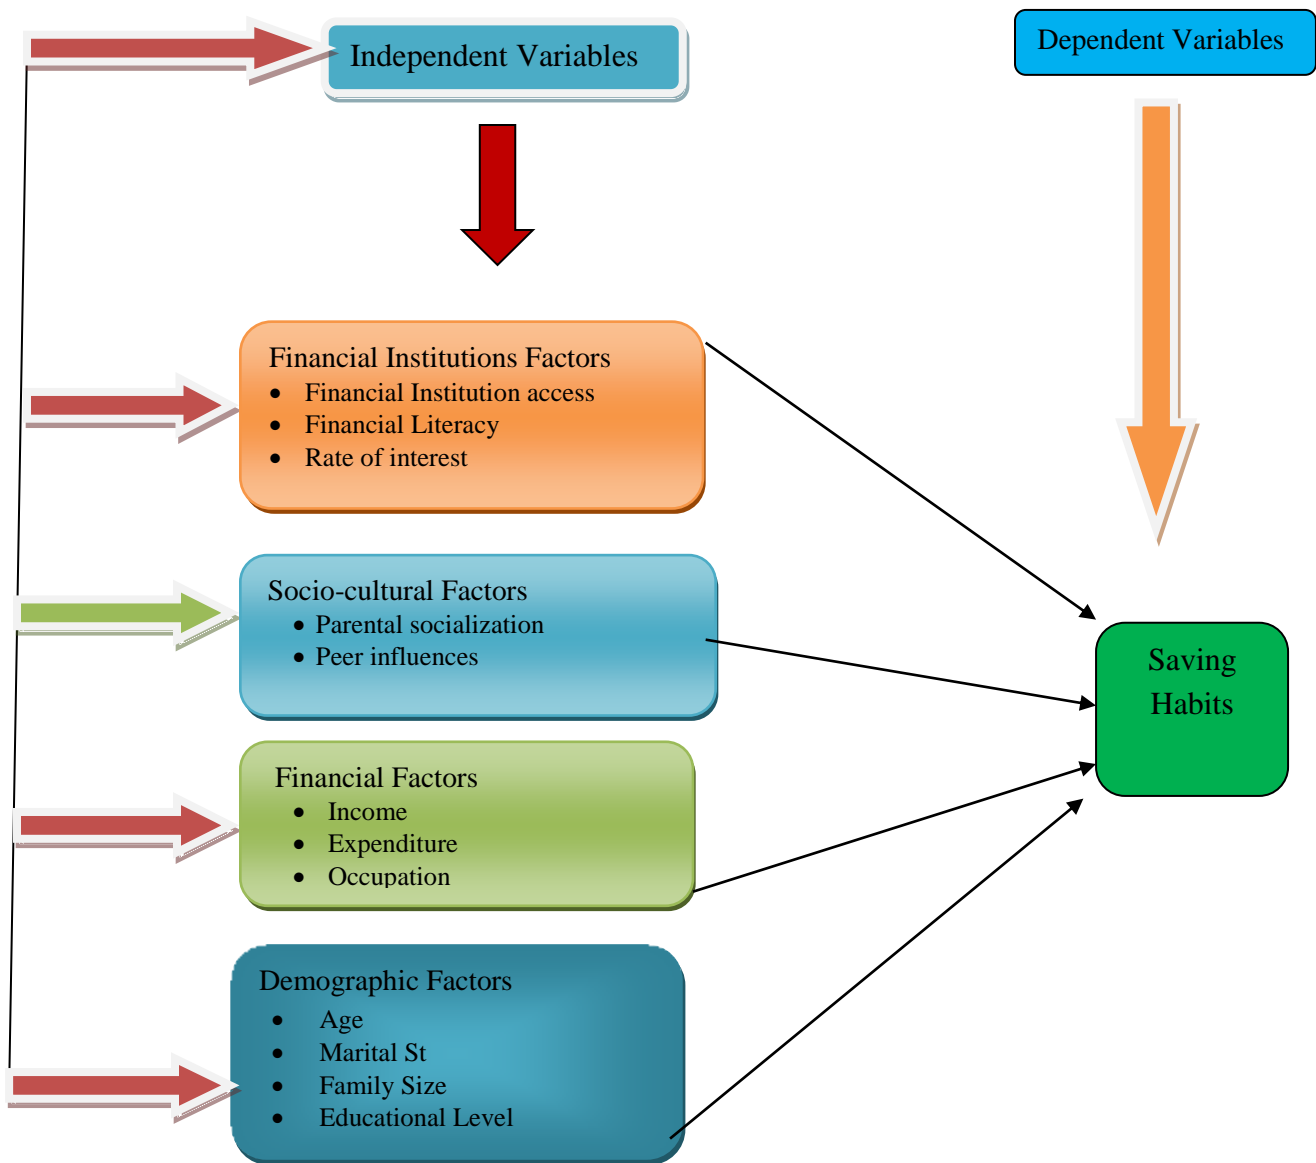 Independent Variables
Dependent Variables
Financial Institutions Factors
• Financial Institution access
• Financial Literacy
• Rate of interest
Socio-cultural Factors
• Parental socialization
• Peer influences
Financial Factors
• Income
• Expenditure
• Occupation
Demographic Factors
• Age
• Marital St
• Family Size
• Educational Level
Saving
Habits